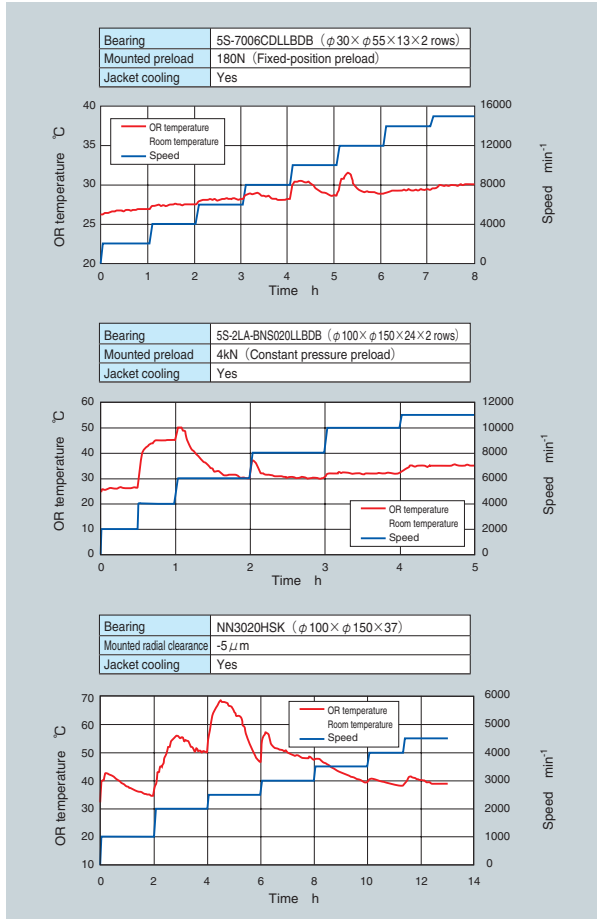 Bearing 5S-7006CDLLBDB（φ30×φ55×13×2 rows）
Mounted preload 180N（Fixed-position preload）
Jacket cooling Yes
OR temperature ℃
40
35
30
25
20
OR temperature
Room temperature
Speed
16000
12000
8000
4000
0
Speed min-1
0 1 2 3 4 5 6 7 8
Time h
Bearing 5S-2LA-BNS020LLBDB（φ100×φ150×24×2 rows）
Mounted preload 4kN（Constant pressure preload）
Jacket cooling Yes
OR temperature ℃
60
50
40
30
20
10
0
OR temperature
Room temperature
Speed
12000
10000
8000
6000
4000
2000
0
Speed min-1
0 1 2 3 4 5
Time h
Bearing NN3020HSK（φ100×φ150×37）
Mounted radial clearance -5μm
Jacket cooling Yes
OR temperature ℃
70
60
50
40
30
20
10
OR temperature
Room temperature
Speed
6000
5000
4000
3000
2000
1000
0
Speed min-1
0 2 4 6 8 10 12 14
Time h